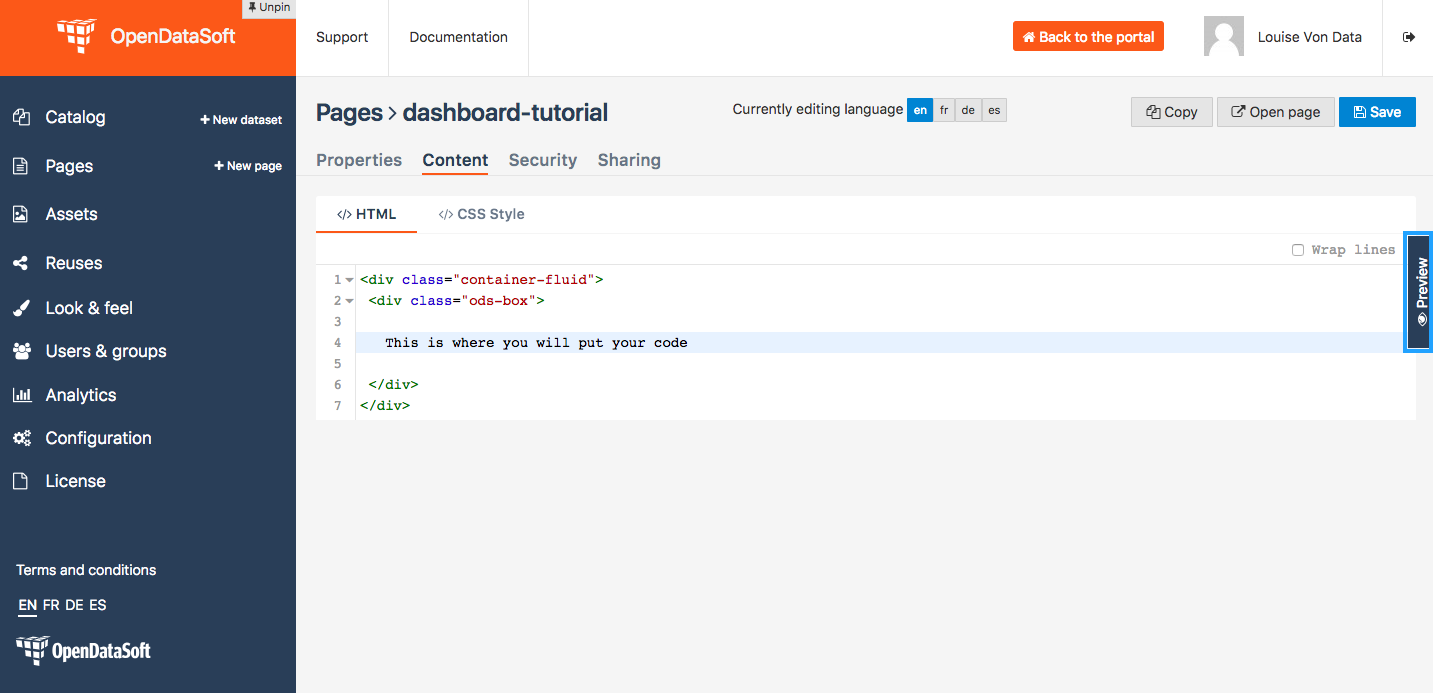 Unpin
OpenDataSoft
Support
Documentation
Back to the portal
Louise Von Data
Catalog
+ New dataset
Pages
+ New page
Assets
Reuses
Look & feel
Users & groups
Analytics
Configuration
License
Terms and conditions
EN FR DE ES
OpenDataSoft
Pages > dashboard-tutorial
Currently editing language en fr de es
Copy
Open page
Save
Properties Content Security Sharing
</> HTML </> CSS Style
Wrap lines
1 <div class="container-fluid">
2 <div class="ods-box">
3
4 This is where you will put your code
5
6 </div>
7 </div>
Preview